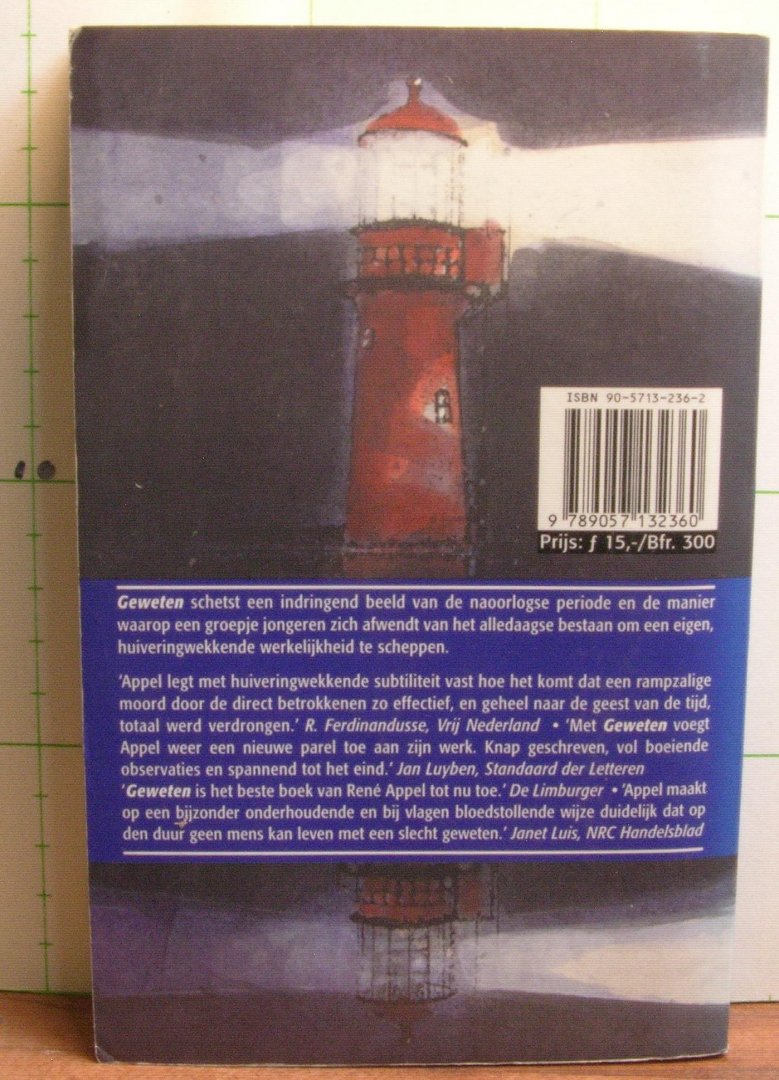 ISBN 90-5713-236-2
9 789057 132360
Prijs: ƒ 15,-/Bfr. 300
10
Geweten schetst een indringend beeld van de naoorlogse periode en de manier
waarop een groepje jongeren zich afwendt van het alledaagse bestaan om een eigen,
huiveringwekkende werkelijkheid te scheppen.
'Appel legt met huiveringwekkende subtiliteit vast hoe het komt dat een rampzalige
moord door de direct betrokkenen zo effectief, en geheel naar de geest van de tijd,
totaal werd verdrongen.' R. Ferdinandusse, Vrij Nederland • 'Met Geweten voegt
Appel weer een nieuwe parel toe aan zijn werk. Knap geschreven, vol boeiende
observaties en spannend tot het eind.' Jan Luyben, Standaard der Letteren
'Geweten is het beste boek van René Appel tot nu toe.' De Limburger • 'Appel maakt
op een bijzonder onderhoudende en bij vlagen bloedstollende wijze duidelijk dat op
den duur geen mens kan leven met een slecht geweten.' Janet Luis, NRC Handelsblad